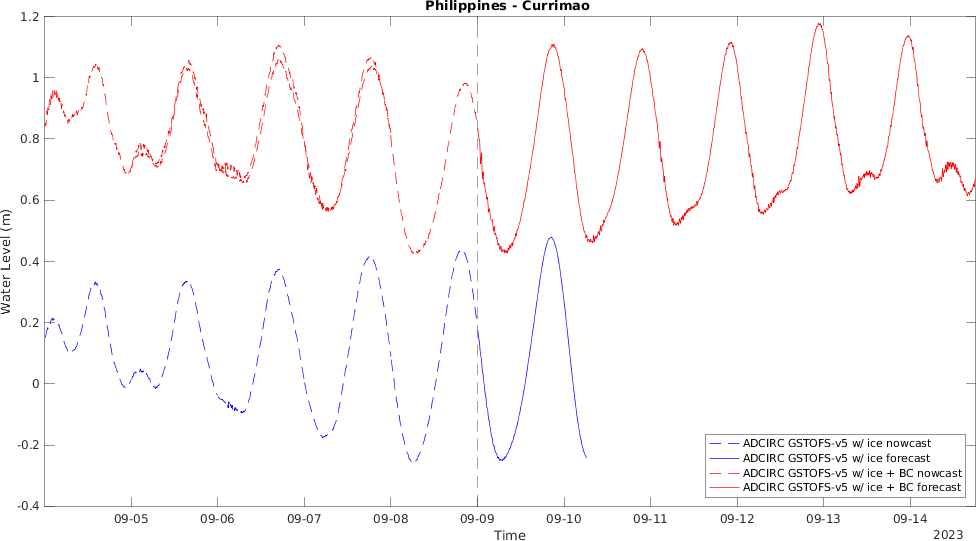 Philippines - Currimao
1.2
1
0.8
0.6
0.4
0.2
0
-0.2
-0.4
Water Level (m)
ADCIRC GSTOFS-v5 w/ ice nowcast
ADCIRC GSTOFS-v5 w/ ice forecast
ADCIRC GSTOFS-v5 w/ ice + BC nowcast
ADCIRC GSTOFS-v5 w/ ice + BC forecast
09-05 09-06 09-07 09-08 09-09 09-10 09-11 09-12 09-13 09-14
Time
2023